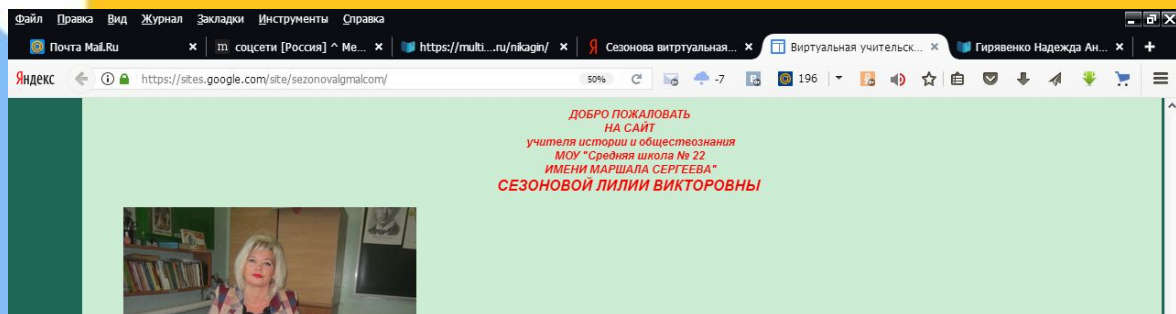 Файл Правка Вид Журнал Закладки Инструменты Справка
Почта Mail.Ru × m соцсети [Россия] ^ Ме... × https://multi....ru/nikagin/ × Я Сезонова витртуальная... × Виртуальная учительск... × Гирявенко Надежда Ан... × +
Яндекс https://sites.google.com/site/sezonovalgmalcom/ 50% -7 196
ДОБРО ПОЖАЛОВАТЬ
НА САЙТ
учителя истории и обществознания
МОУ "Средняя школа № 22
ИМЕНИ МАРШАЛА СЕРГЕЕВА"
СЕЗОНОВОЙ ЛИЛИИ ВИКТОРОВНЫ